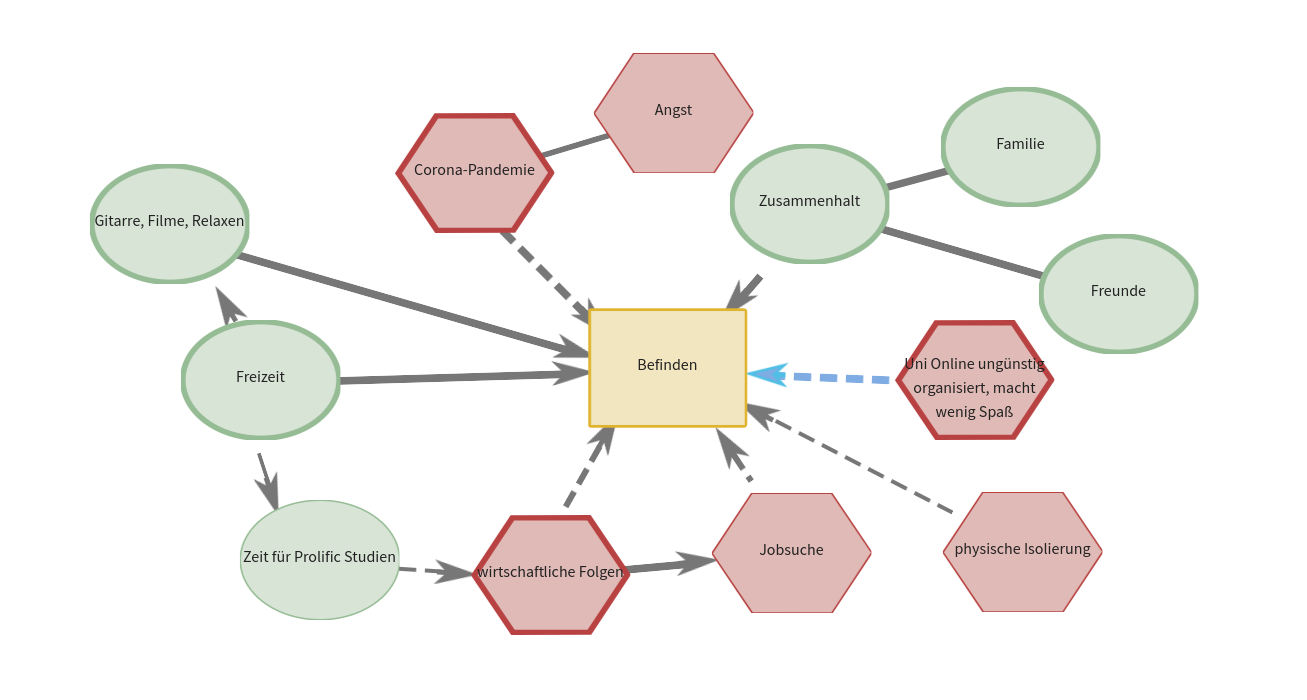 Angst
Corona-Pandemie
Familie
Zusammenhalt
Gitarre, Filme, Relaxen
Freunde
Befinden
Freizeit
Uni Online ungünstig
organisiert, macht
wenig Spaß
Zeit für Prolific Studien
wirtschaftliche Folgen
Jobsuche
physische Isolierung